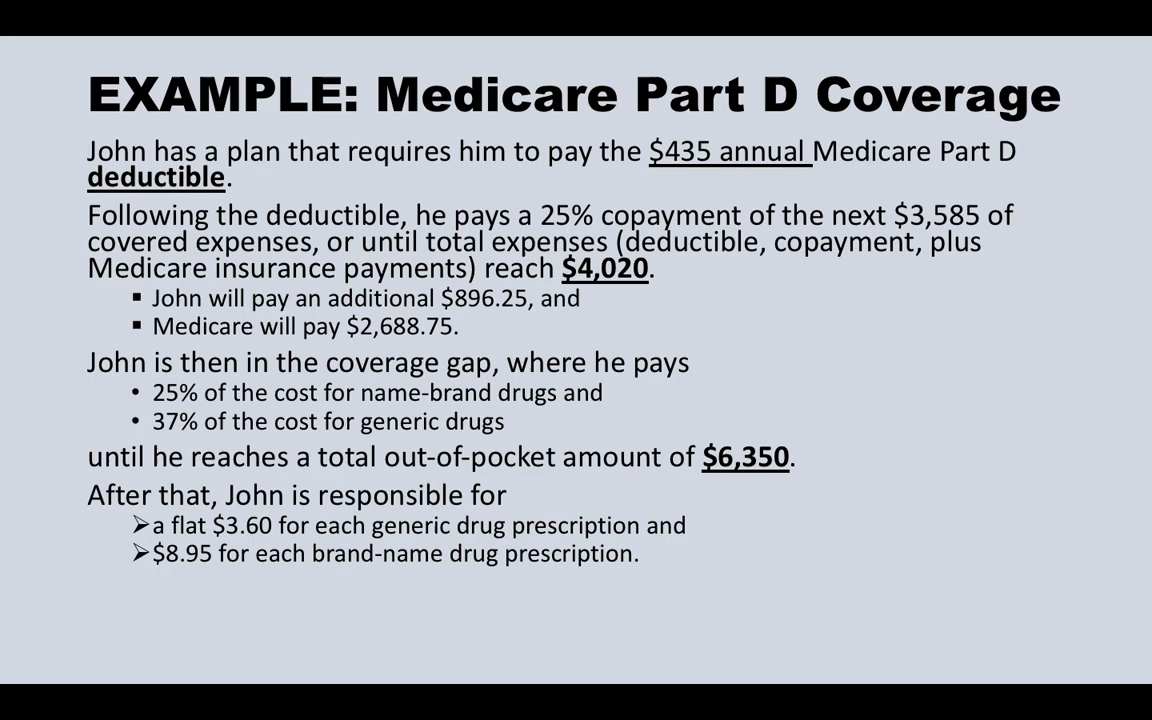 EXAMPLE: Medicare Part D Coverage
John has a plan that requires him to pay the $435 annual Medicare Part D
deductible.
Following the deductible, he pays a 25% copayment of the next $3,585 of
covered expenses, or until total expenses (deductible, copayment, plus
Medicare insurance payments) reach $4,020.
▪ John will pay an additional $896.25, and
▪ Medicare will pay $2,688.75.
John is then in the coverage gap, where he pays
• 25% of the cost for name-brand drugs and
• 37% of the cost for generic drugs
until he reaches a total out-of-pocket amount of $6,350.
After that, John is responsible for
➢a flat $3.60 for each generic drug prescription and
➢$8.95 for each brand-name drug prescription.